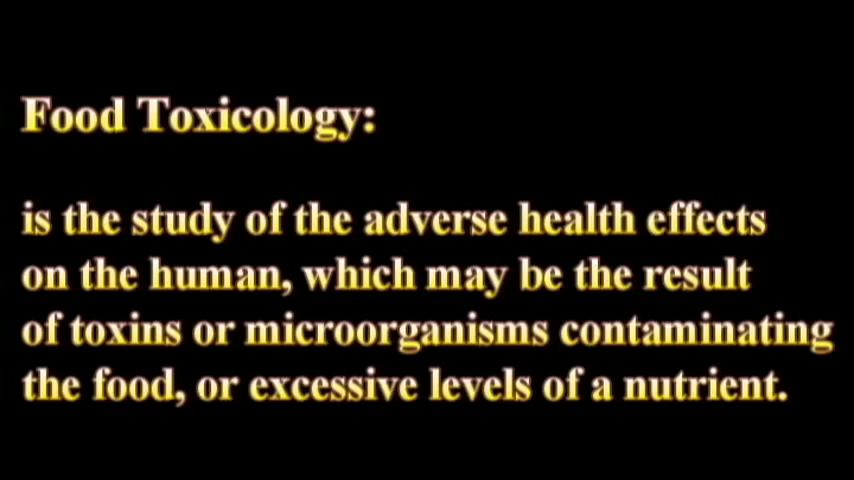 Food Toxicology:
is the study of the adverse health effects
on the human, which may be the result
of toxins or microorganisms contaminating
the food, or excessive levels of a nutrient.